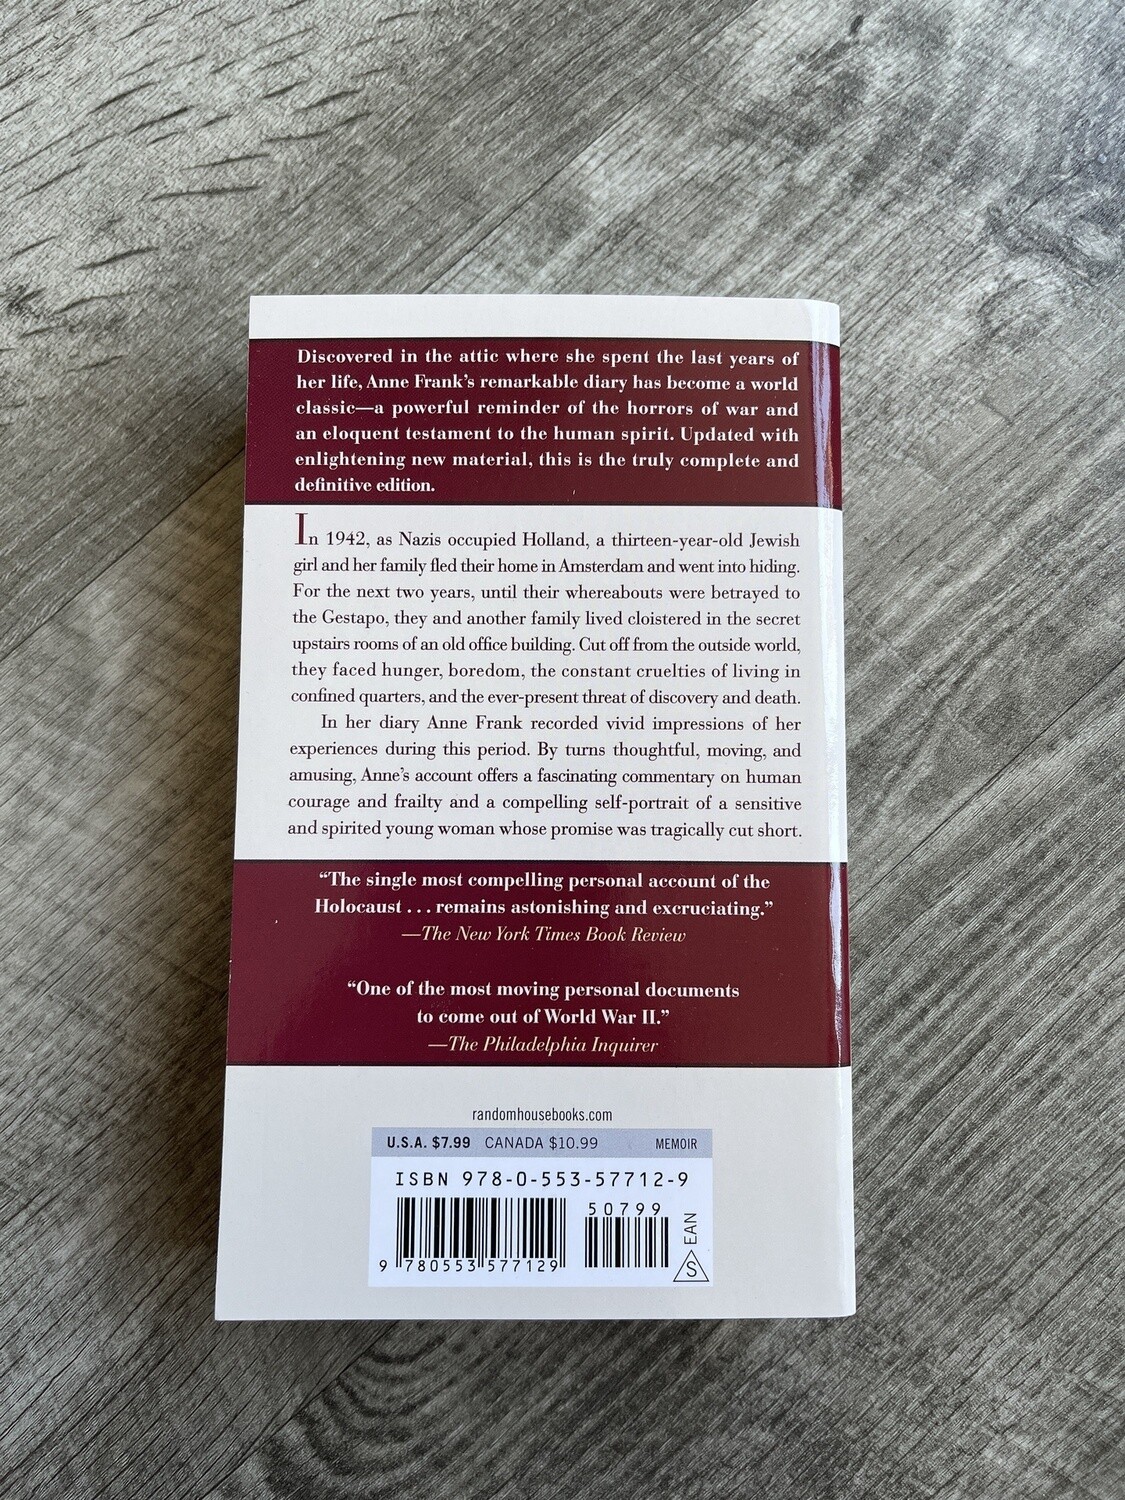 Discovered in the attic where she spent the last years of
her life, Anne Frank's remarkable diary has become a world
classic—a powerful reminder of the horrors of war and
an eloquent testament to the human spirit. Updated with
enlightening new material, this is the truly complete and
definitive edition.
In 1942, as Nazis occupied Holland, a thirteen-year-old Jewish
girl and her family fled their home in Amsterdam and went into hiding.
For the next two years, until their whereabouts were betrayed to
the Gestapo, they and another family lived cloistered in the secret
upstairs rooms of an old office building. Cut off from the outside world,
they faced hunger, boredom, the constant cruelties of living in
confined quarters, and the ever-present threat of discovery and death.
In her diary Anne Frank recorded vivid impressions of her
experiences during this period. By turns thoughtful, moving, and
amusing, Anne's account offers a fascinating commentary on human
courage and frailty and a compelling self-portrait of a sensitive
and spirited young woman whose promise was tragically cut short.
“The single most compelling personal account of the
Holocaust . . . remains astonishing and excruciating.”
—The New York Times Book Review
“One of the most moving personal documents
to come out of World War II.”
—The Philadelphia Inquirer
randomhousebooks.com
U.S.A. $7.99 CANADA $10.99 MEMOIR
ISBN 978-0-553-57712-9
50799
9 780553 577129
EAN
S